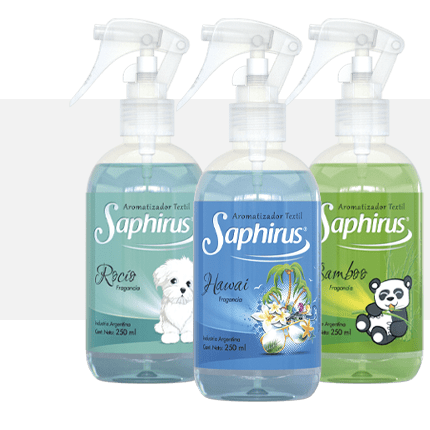 Aromatizador Textil
Saphirus®
Rocio
Fragancia
Industria Argentina
Cont. Neto: 250 ml
Aromatizador Textil
Saphirus®
Hawai
Fragancia
Industria Argentina
Cont. Neto: 250 ml
Aromatizador Textil
Saphirus®
Bamboo
Fragancia
Industria Argentina
Cont. Neto: 250 ml